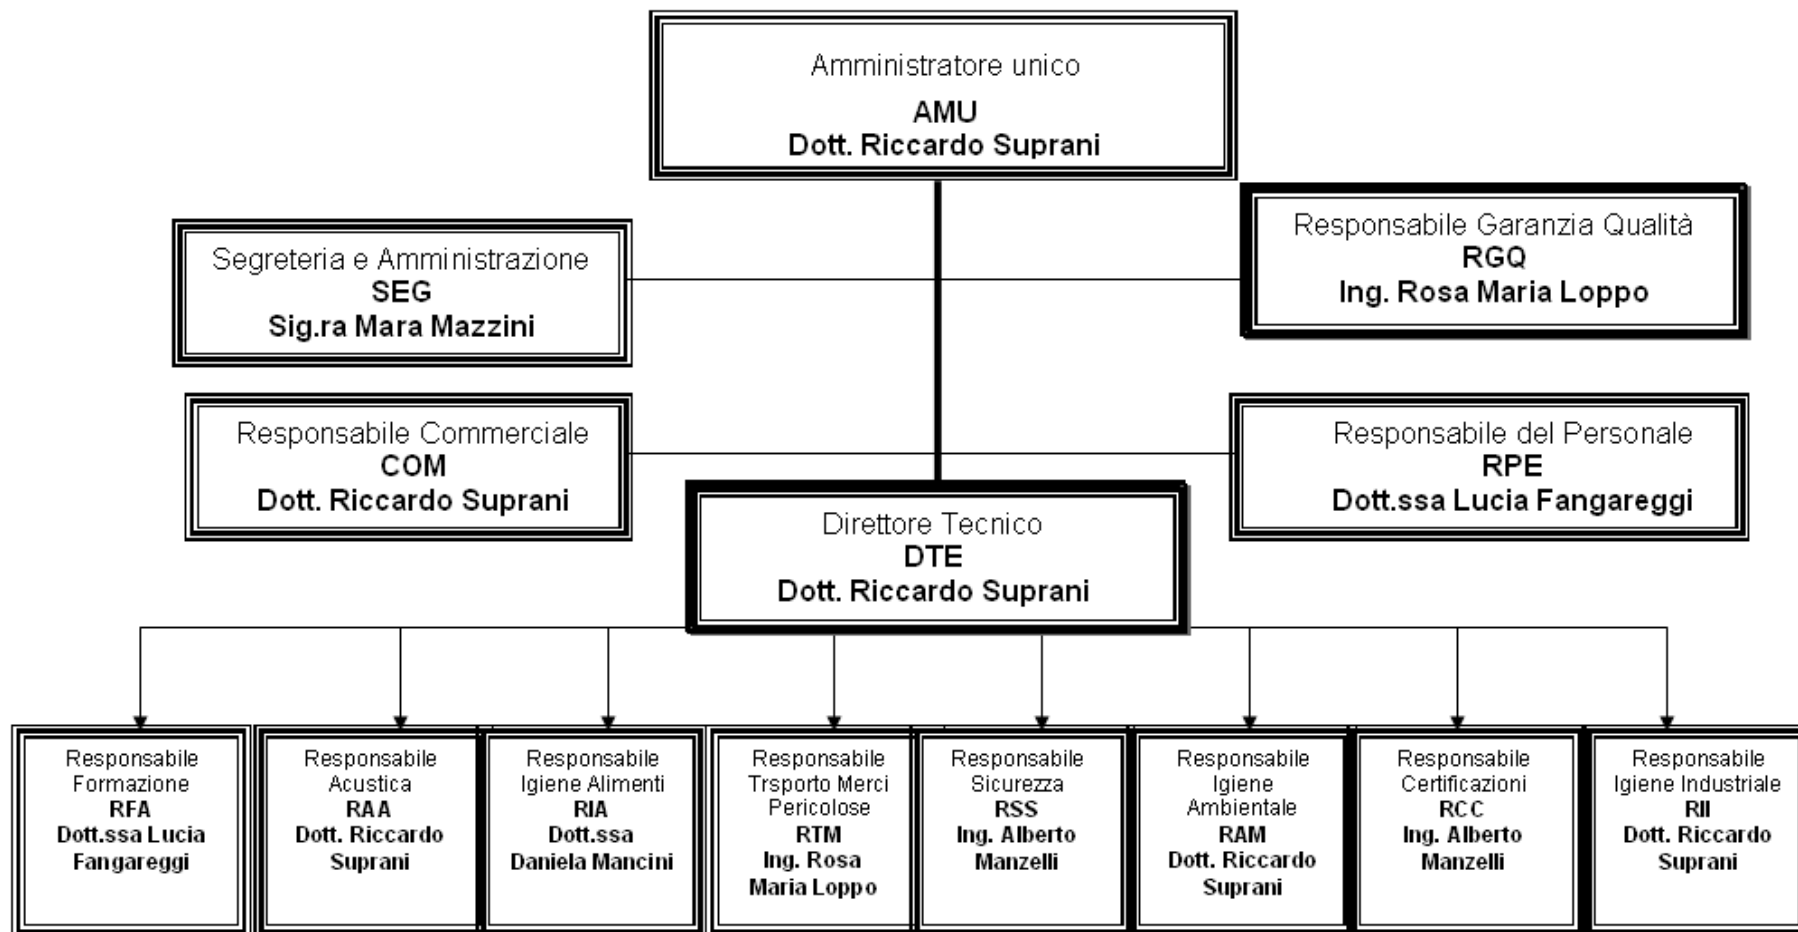 Amministratore unico
AMU
Dott. Riccardo Suprani
Segreteria e Amministrazione
SEG
Sig.ra Mara Mazzini
Responsabile Garanzia Qualità
RGQ
Ing. Rosa Maria Loppo
Responsabile Commerciale
COM
Dott. Riccardo Suprani
Responsabile del Personale
RPE
Dott.ssa Lucia Fangareggi
Direttore Tecnico
DTE
Dott. Riccardo Suprani
Responsabile
Formazione
RFA
Dott.ssa Lucia
Fangareggi
Responsabile
Acustica
RAA
Dott. Riccardo
Suprani
Responsabile
Igiene Alimenti
RIA
Dott.ssa
Daniela Mancini
Responsabile
Trsporto Merci
Pericolose
RTM
Ing. Rosa
Maria Loppo
Responsabile
Sicurezza
RSS
Ing. Alberto
Manzelli
Responsabile
Igiene
Ambientale
RAM
Dott. Riccardo
Suprani
Responsabile
Certificazioni
RCC
Ing. Alberto
Manzelli
Responsabile
Igiene Industriale
RII
Dott. Riccardo
Suprani